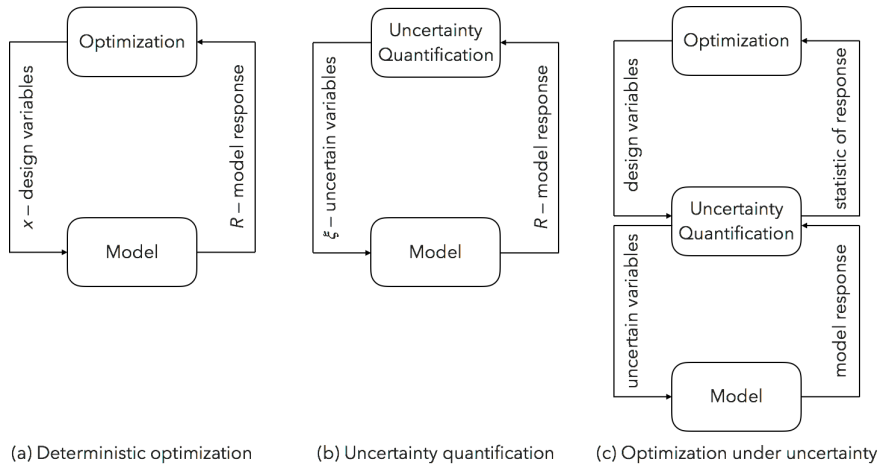 Optimization
x – design variables
R – model response
Model
(a) Deterministic optimization
Uncertainty
Quantification
ξ – uncertain variables
R – model response
Model
(b) Uncertainty quantification
Optimization
design variables
statistic of response
Uncertainty
Quantification
uncertain variables
model response
Model
(c) Optimization under uncertainty